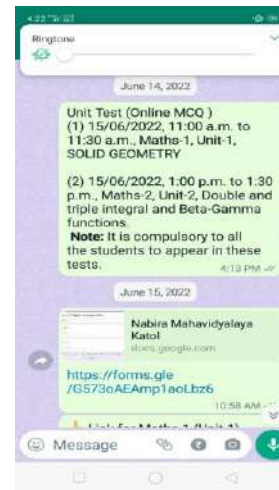 Ringtone
June 14, 2022
Unit Test (Online MCQ )
(1) 15/06/2022, 11:00 a.m. to
11:30 a.m., Maths-1, Unit-1,
SOLID GEOMETRY
(2) 15/06/2022, 1:00 p.m. to 1:30
p.m., Maths-2, Unit-2, Double and
triple integral and Beta-Gamma
functions.
Note: It is compulsory to all
the students to appear in these
tests.
4:13 PM
June 15, 2022
Nabira Mahavidyalaya
Katol
docs.google.com
https://forms.gle
/G573oAEAmp1aoLbz6
10:58 AM
Message